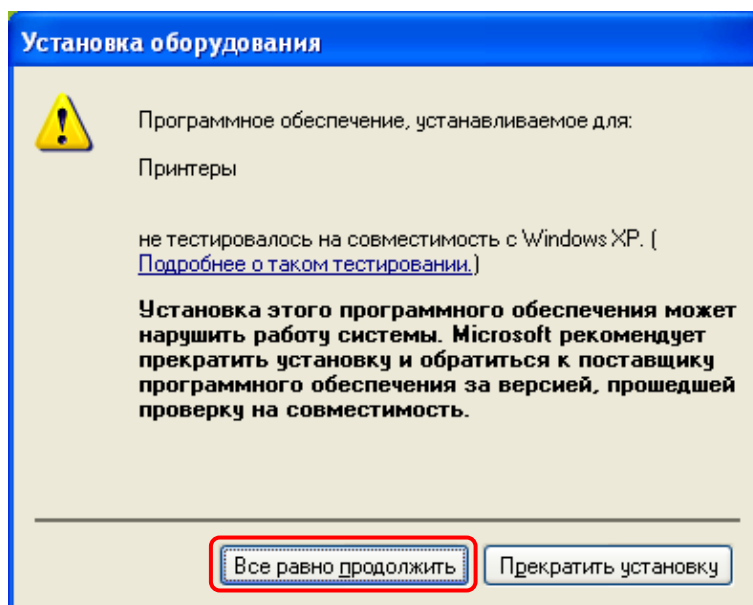 Установка оборудования
Программное обеспечение, устанавливаемое для:
Принтеры
не тестировалось на совместимость с Windows XP. (
Подробнее о таком тестировании.)
Установка этого программного обеспечения может
нарушить работу системы. Microsoft рекомендует
прекратить установку и обратиться к поставщику
программного обеспечения за версией, прошедшей
проверку на совместимость.
Все равно продолжить Прекратить установку